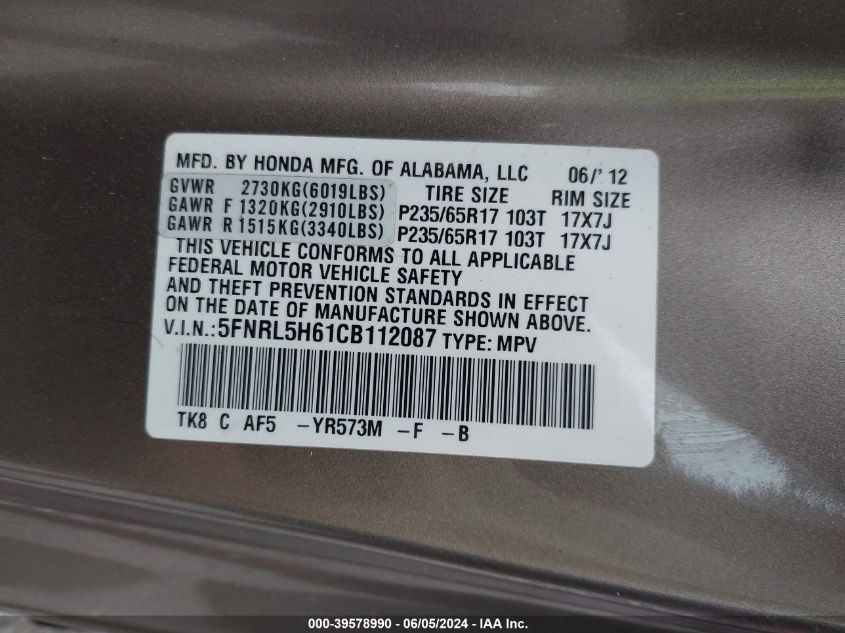 MFD. BY HONDA MFG. OF ALABAMA, LLC 06/' 12
GVWR 2730KG(6019LBS) TIRE SIZE RIM SIZE
GAWR F 1320KG(2910LBS) P235/65R17 103T 17X7J
GAWR R 1515KG(3340LBS) P235/65R17 103T 17X7J
THIS VEHICLE CONFORMS TO ALL APPLICABLE
FEDERAL MOTOR VEHICLE SAFETY
AND THEFT PREVENTION STANDARDS IN EFFECT
ON THE DATE OF MANUFACTURE SHOWN ABOVE.
V.I.N.:5FNRL5H61CB112087 TYPE: MPV
TK8 C AF5 -YR573M -F -B
000-39578990 - 06/05/2024 - IAA Inc.